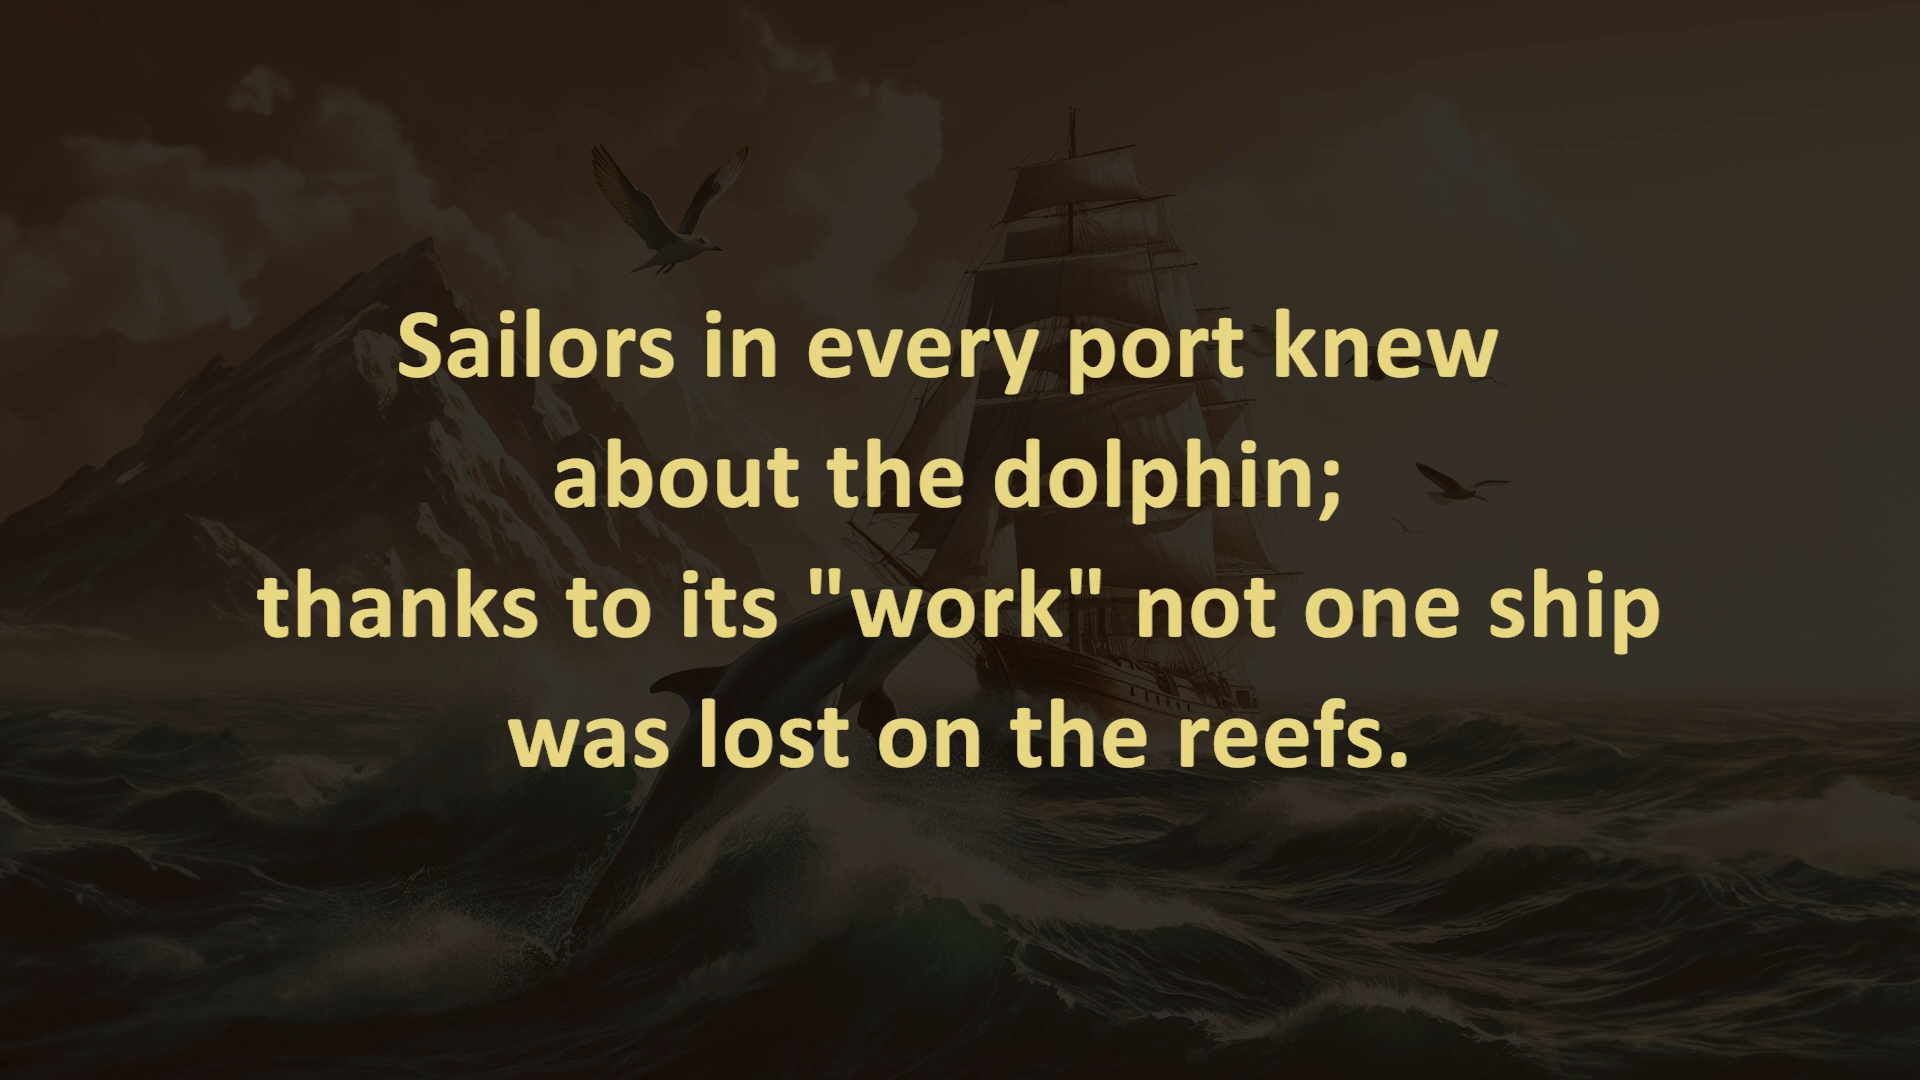 Sailors in every port knew
about the dolphin;
thanks to its "work" not one ship
was lost on the reefs.